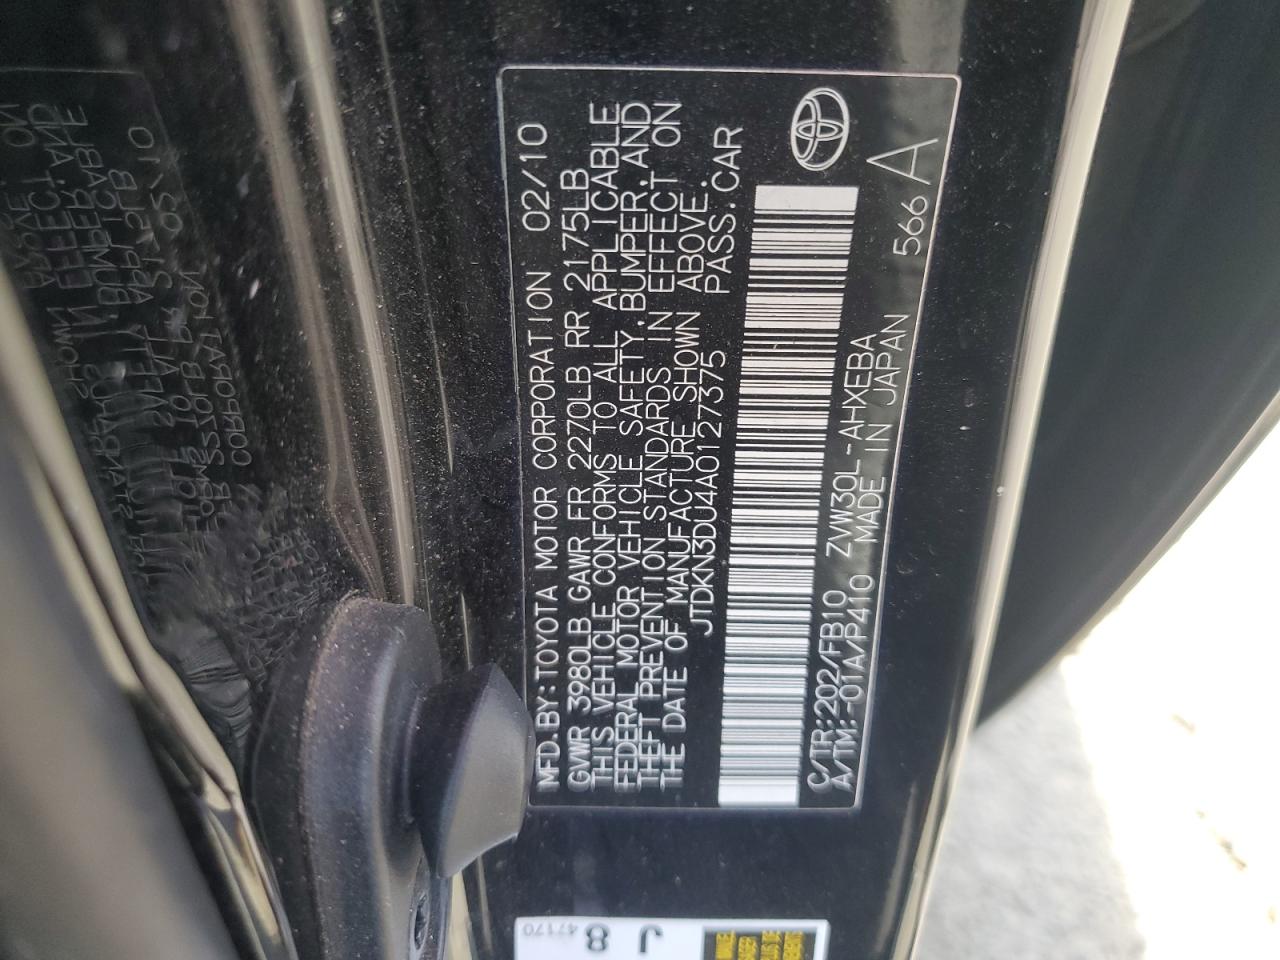 MFD.BY:TOYOTA MOTOR CORPORATION 02/10
GVWR 3980LB GAWR FR 2270LB RR 2175LB
THIS VEHICLE CONFORMS TO ALL APPLICABLE
FEDERAL MOTOR VEHICLE SAFETY,BUMPER,AND
THEFT PREVENTION STANDARDS IN EFFECT ON
THE DATE OF MANUFACTURE SHOWN ABOVE.
JTDKN3DU4A0127375 PASS.CAR
C/TR:202/FB10 ZVW30L-AHXEBA
A/TM:-01A/P410 MADE IN JAPAN 566 A
47170
J 8